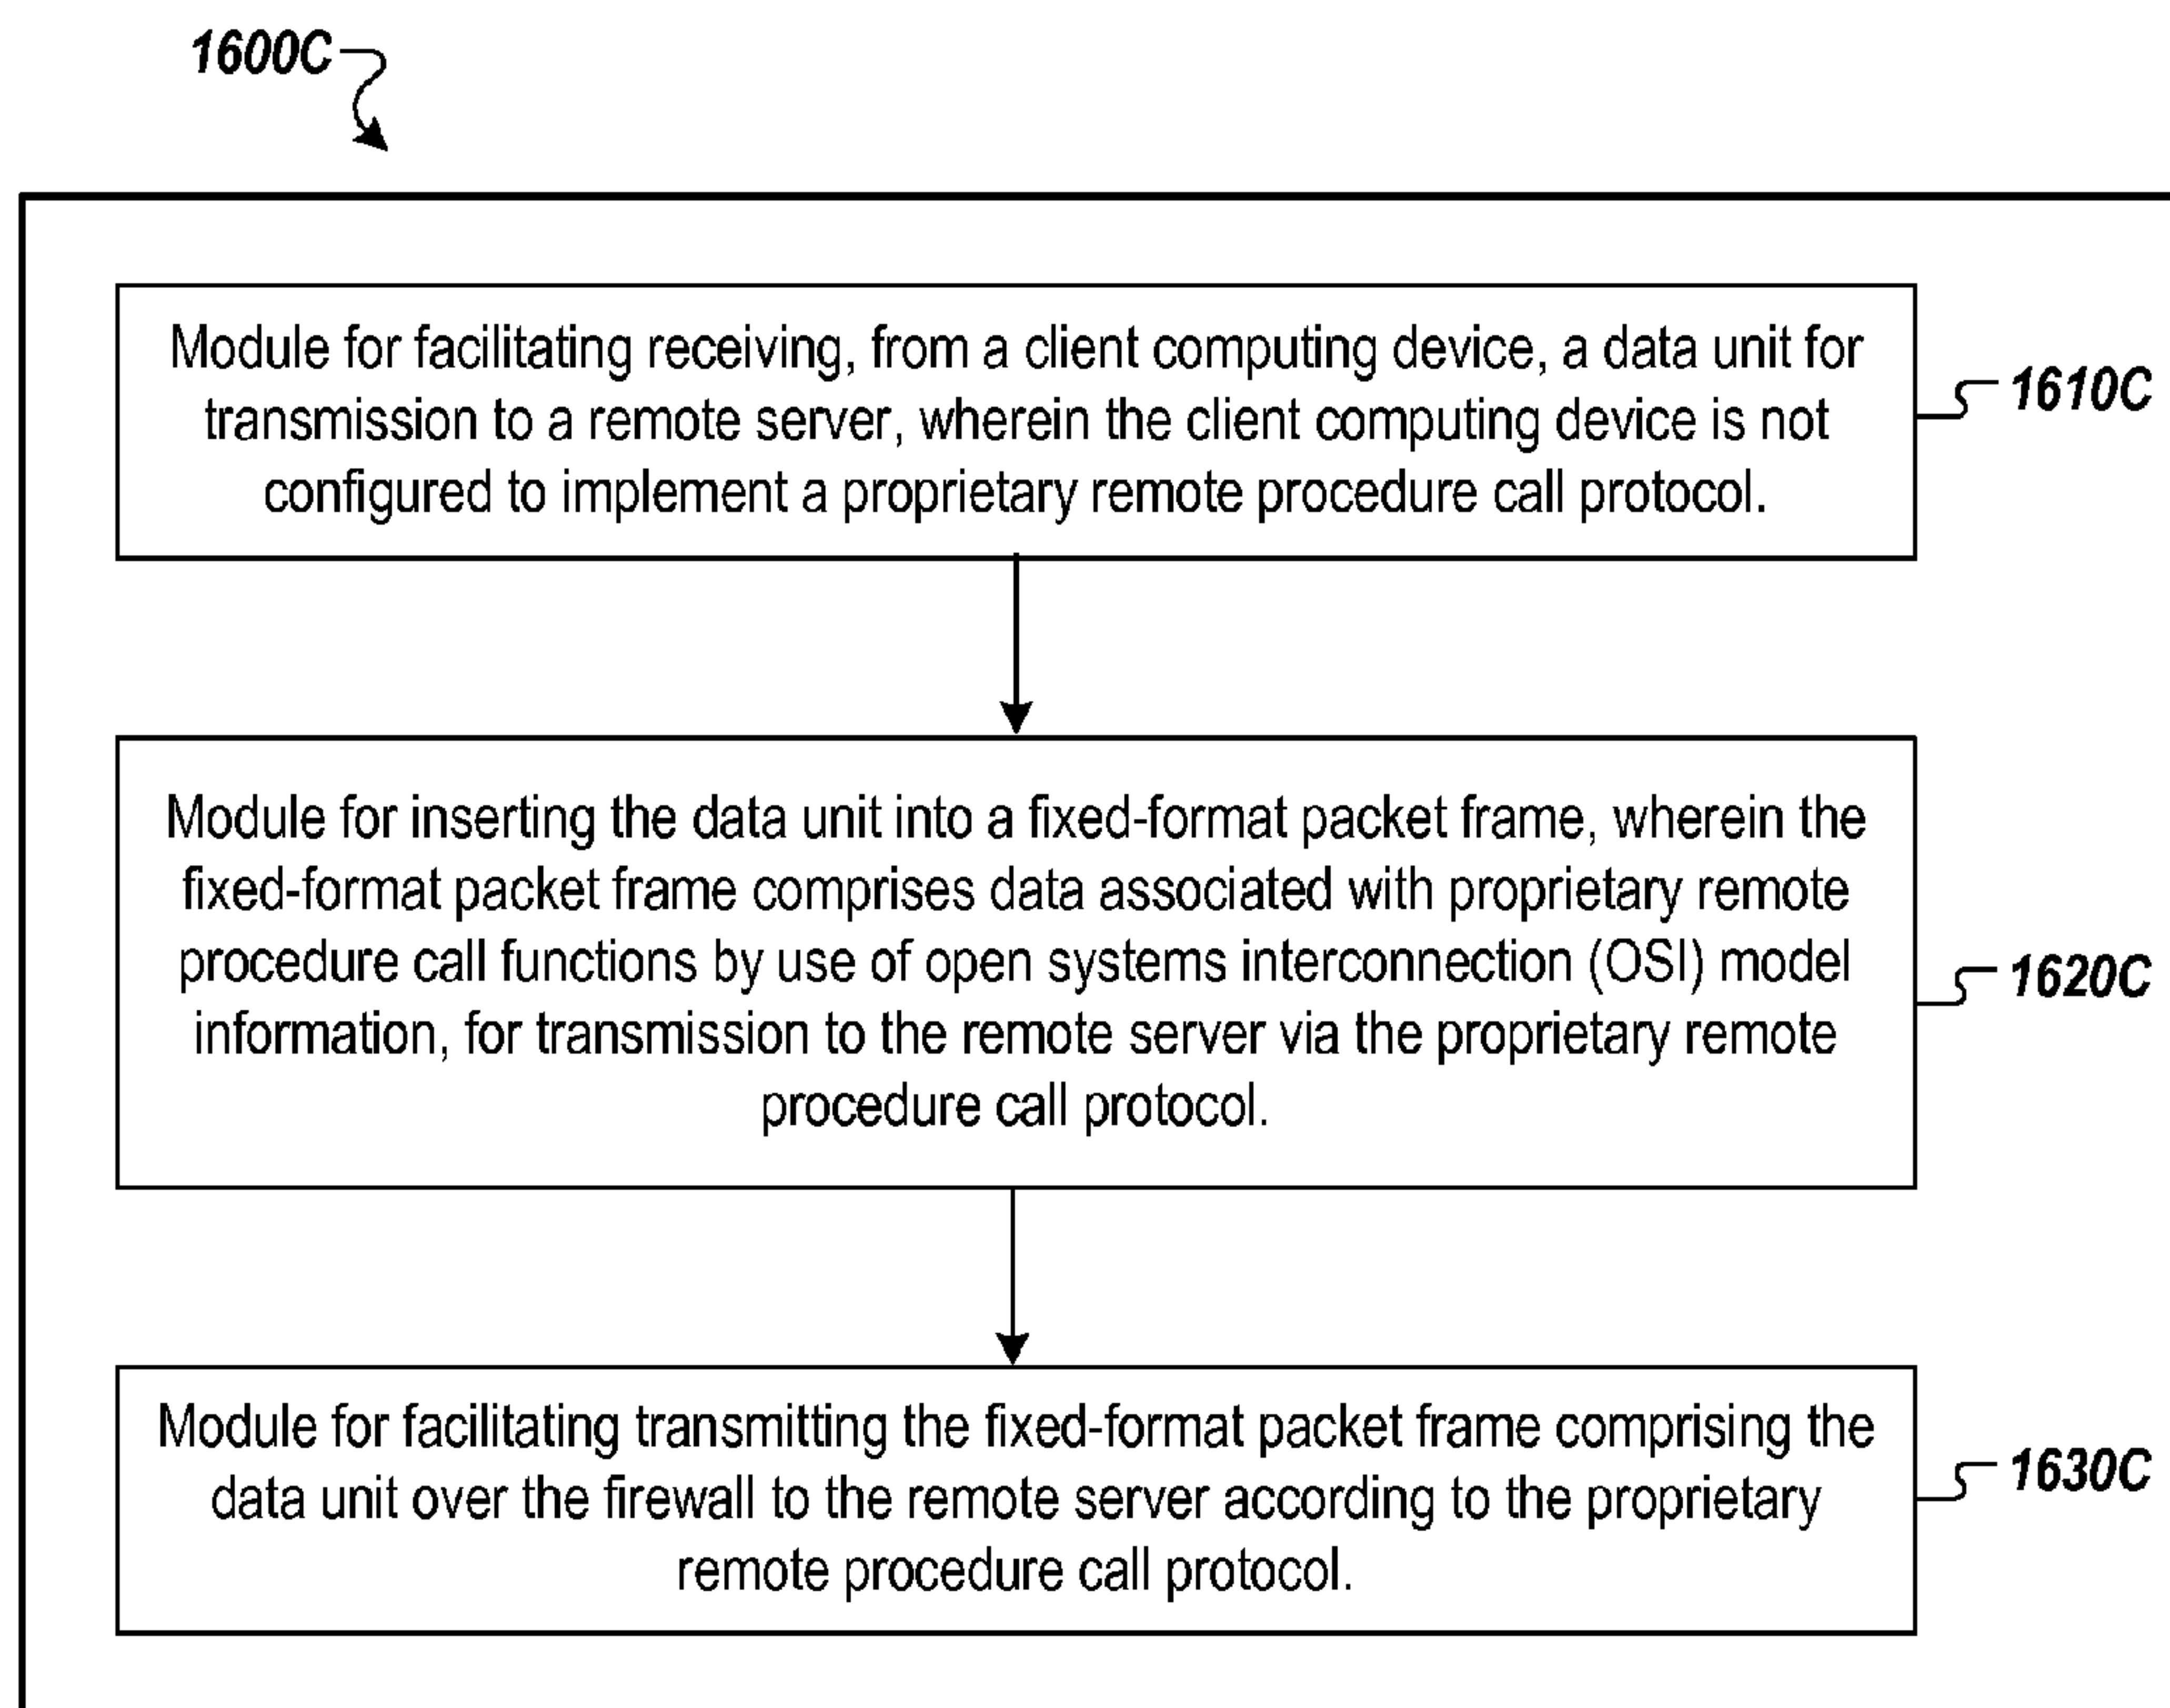 1600C
Module for facilitating receiving, from a client computing device, a data unit for
transmission to a remote server, wherein the client computing device is not
configured to implement a proprietary remote procedure call protocol.
1610C
Module for inserting the data unit into a fixed-format packet frame, wherein the
fixed-format packet frame comprises data associated with proprietary remote
procedure call functions by use of open systems interconnection (OSI) model
information, for transmission to the remote server via the proprietary remote
procedure call protocol.
1620C
Module for facilitating transmitting the fixed-format packet frame comprising the
data unit over the firewall to the remote server according to the proprietary
remote procedure call protocol.
1630C